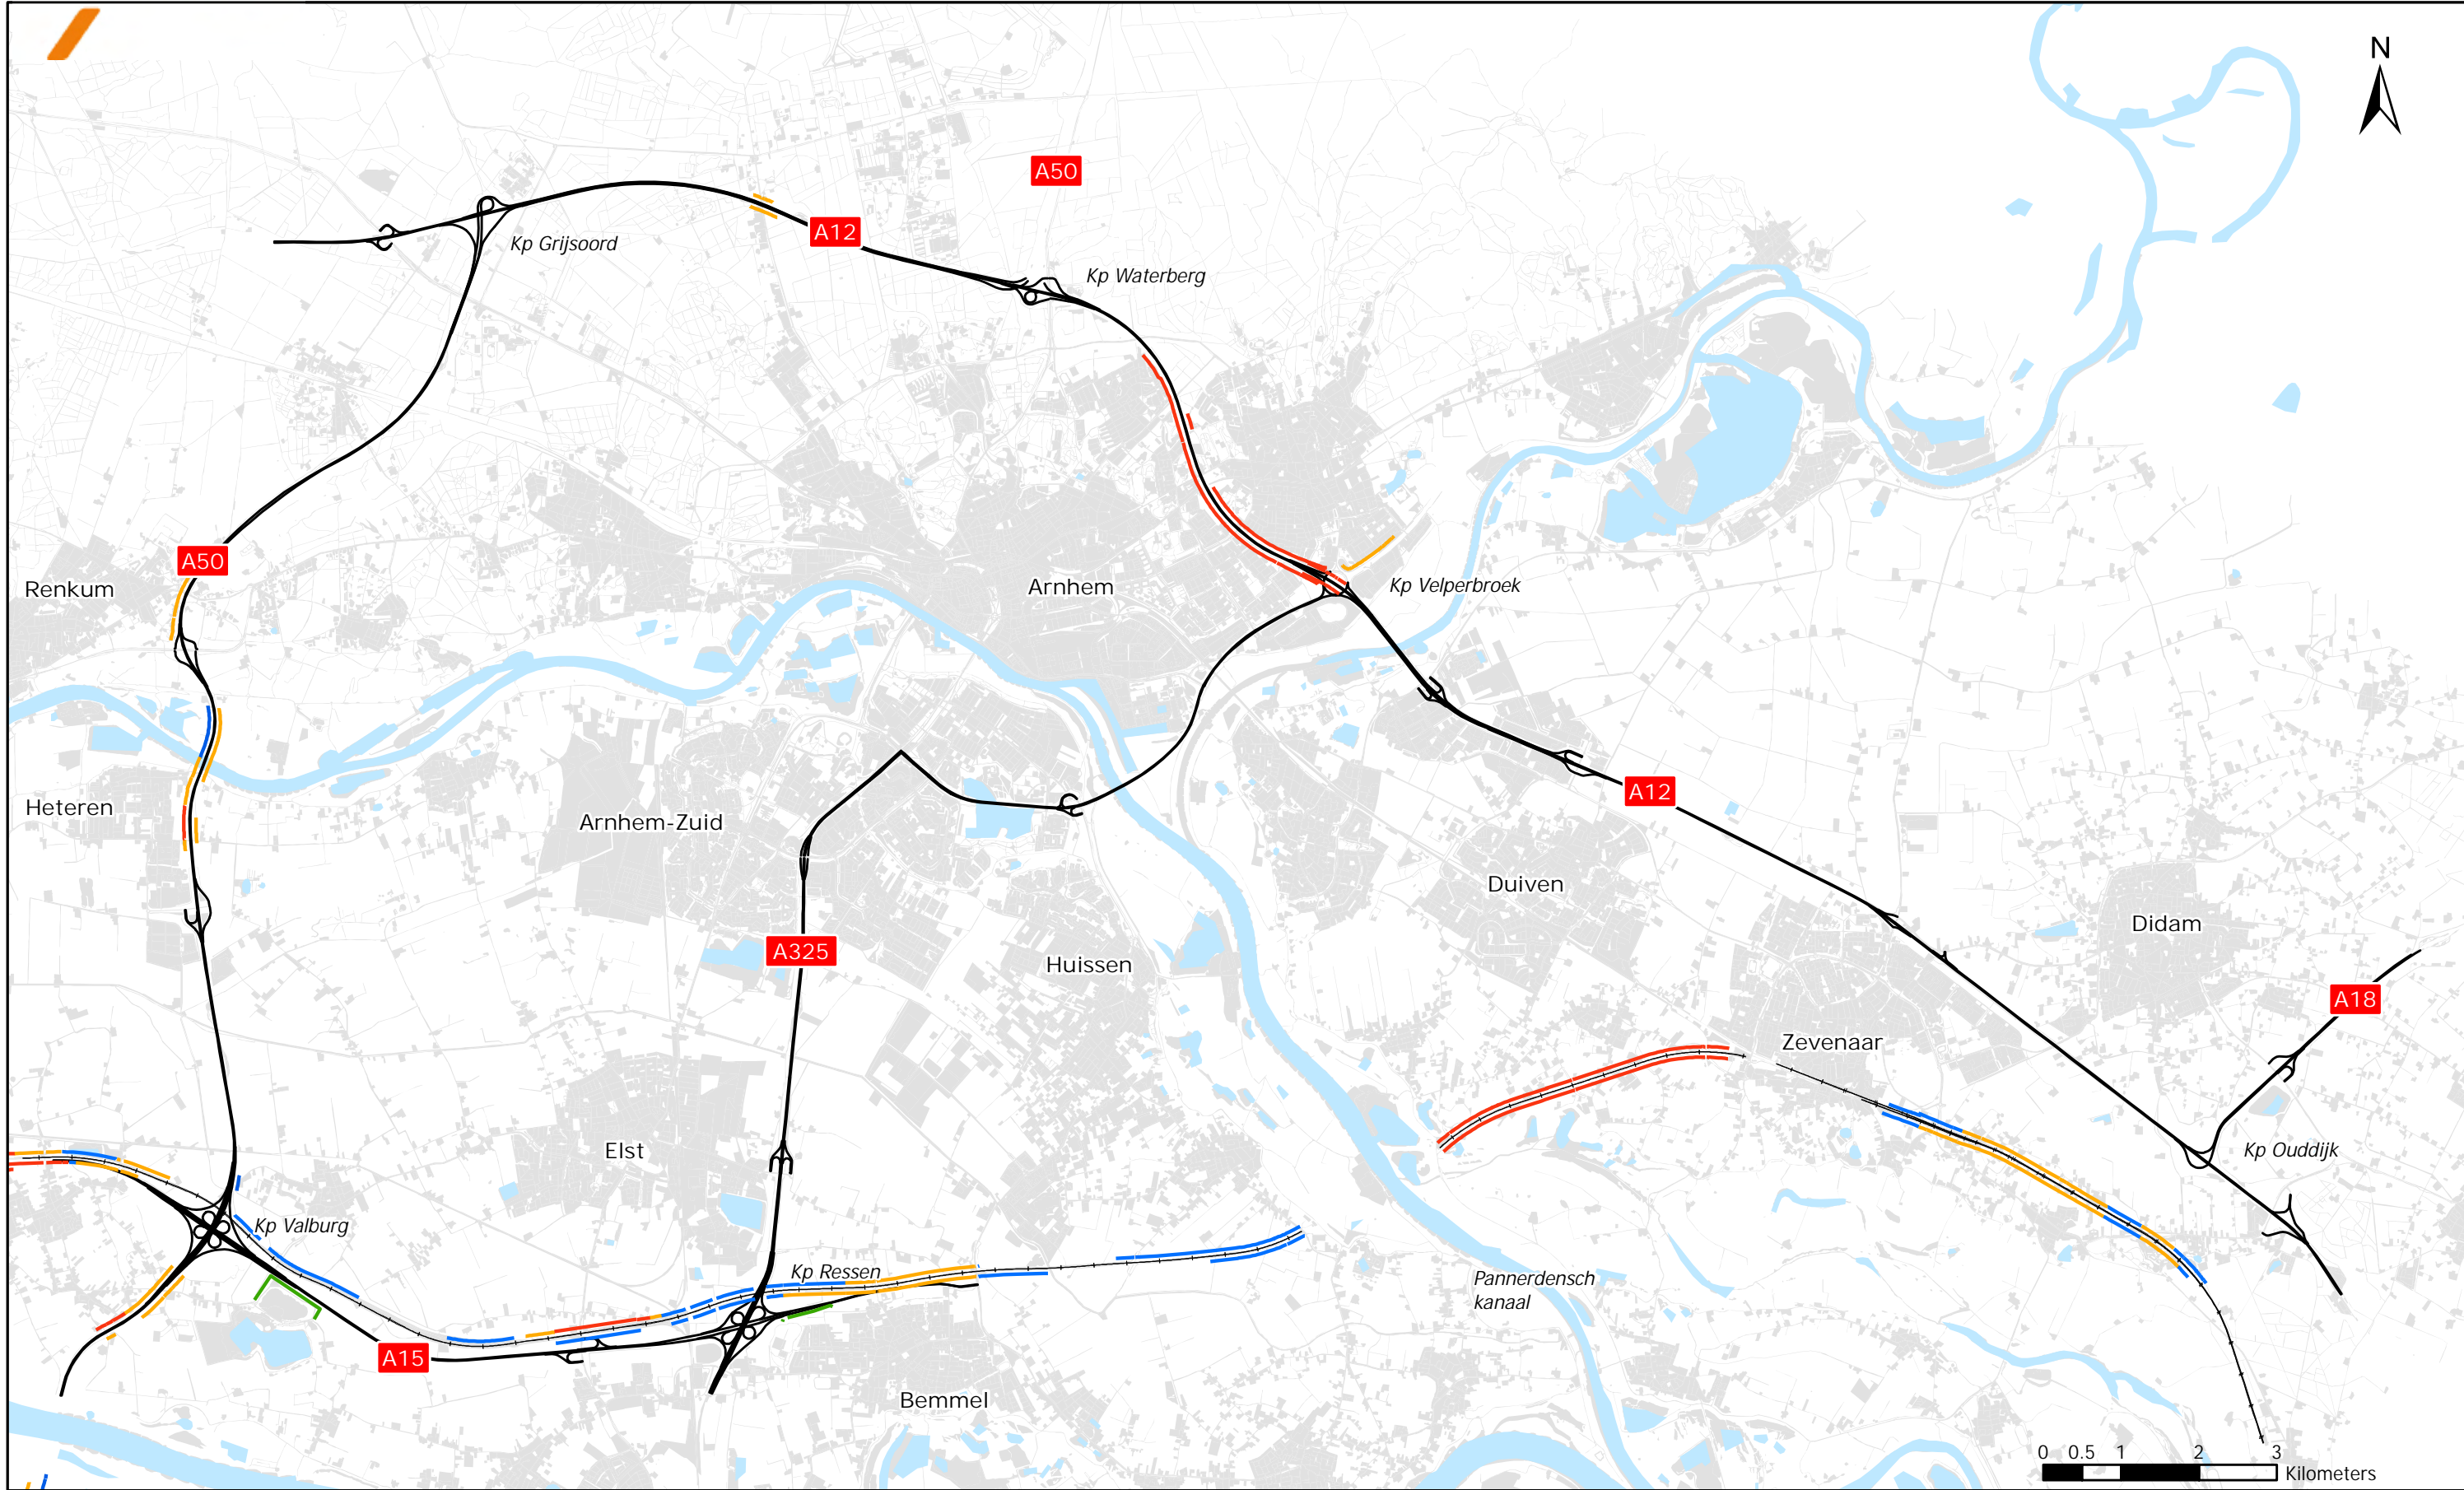 N
A50
A12
Kp Grijsoord
Kp Waterberg
A50
Renkum
Arnhem
Kp Velperbroek
Heteren
Arnhem-Zuid
A12
Duiven
Didam
A325
Huissen
A18
Zevenaar
Elst
Kp Ouddijk
Kp Valburg
Kp Ressen
Pannerdensch
kanaal
A15
Bemmel
0 0.5 1 2 3
Kilometers